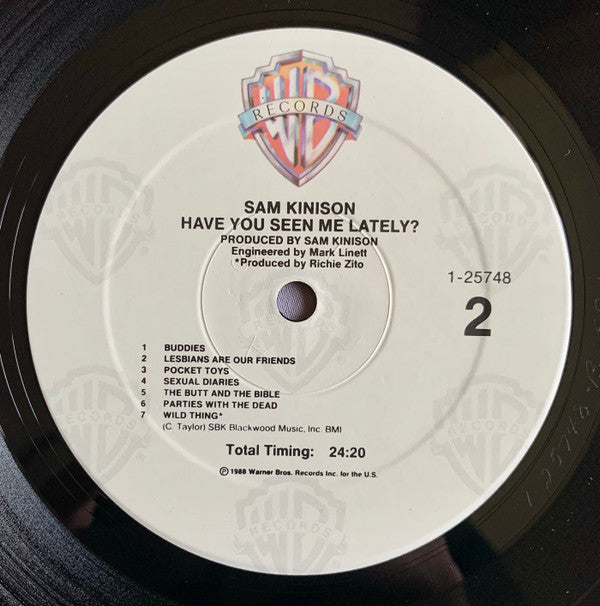 WB
RECORDS
SAM KINISON
HAVE YOU SEEN ME LATELY?
PRODUCED BY SAM KINISON
Engineered by Mark Linett
*Produced by Richie Zito
1-25748
2
1 BUDDIES
2 LESBIANS ARE OUR FRIENDS
3 POCKET TOYS
4 SEXUAL DIARIES
5 THE BUTT AND THE BIBLE
6 PARTIES WITH THE DEAD
7 WILD THING*
(C. Taylor) SBK Blackwood Music, Inc. BMI
Total Timing: 24:20
Ⓟ1988 Warner Bros. Records Inc. for the U.S.